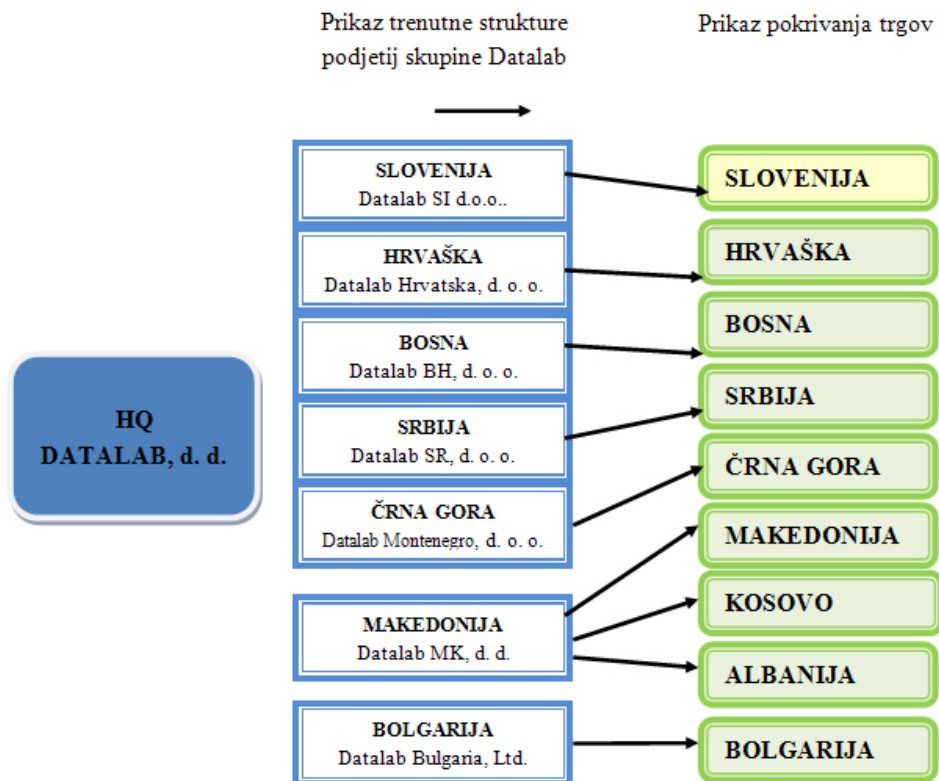 Prikaz trenutne strukture
podjetij skupine Datalab
Prikaz pokrivanja trgov
HQ
DATALAB, d. d.
SLOVENIJA
Datalab SI d.o.o..
HRVAŠKA
Datalab Hrvatska, d. o. o.
BOSNA
Datalab BH, d. o. o.
SRBIJA
Datalab SR, d. o. o.
ČRNA GORA
Datalab Montenegro, d. o. o.
MAKEDONIJA
Datalab MK, d. d.
BOLGARIJA
Datalab Bulgaria, Ltd.
SLOVENIJA
HRVAŠKA
BOSNA
SRBIJA
ČRNA GORA
MAKEDONIJA
KOSOVO
ALBANIJA
BOLGARIJA